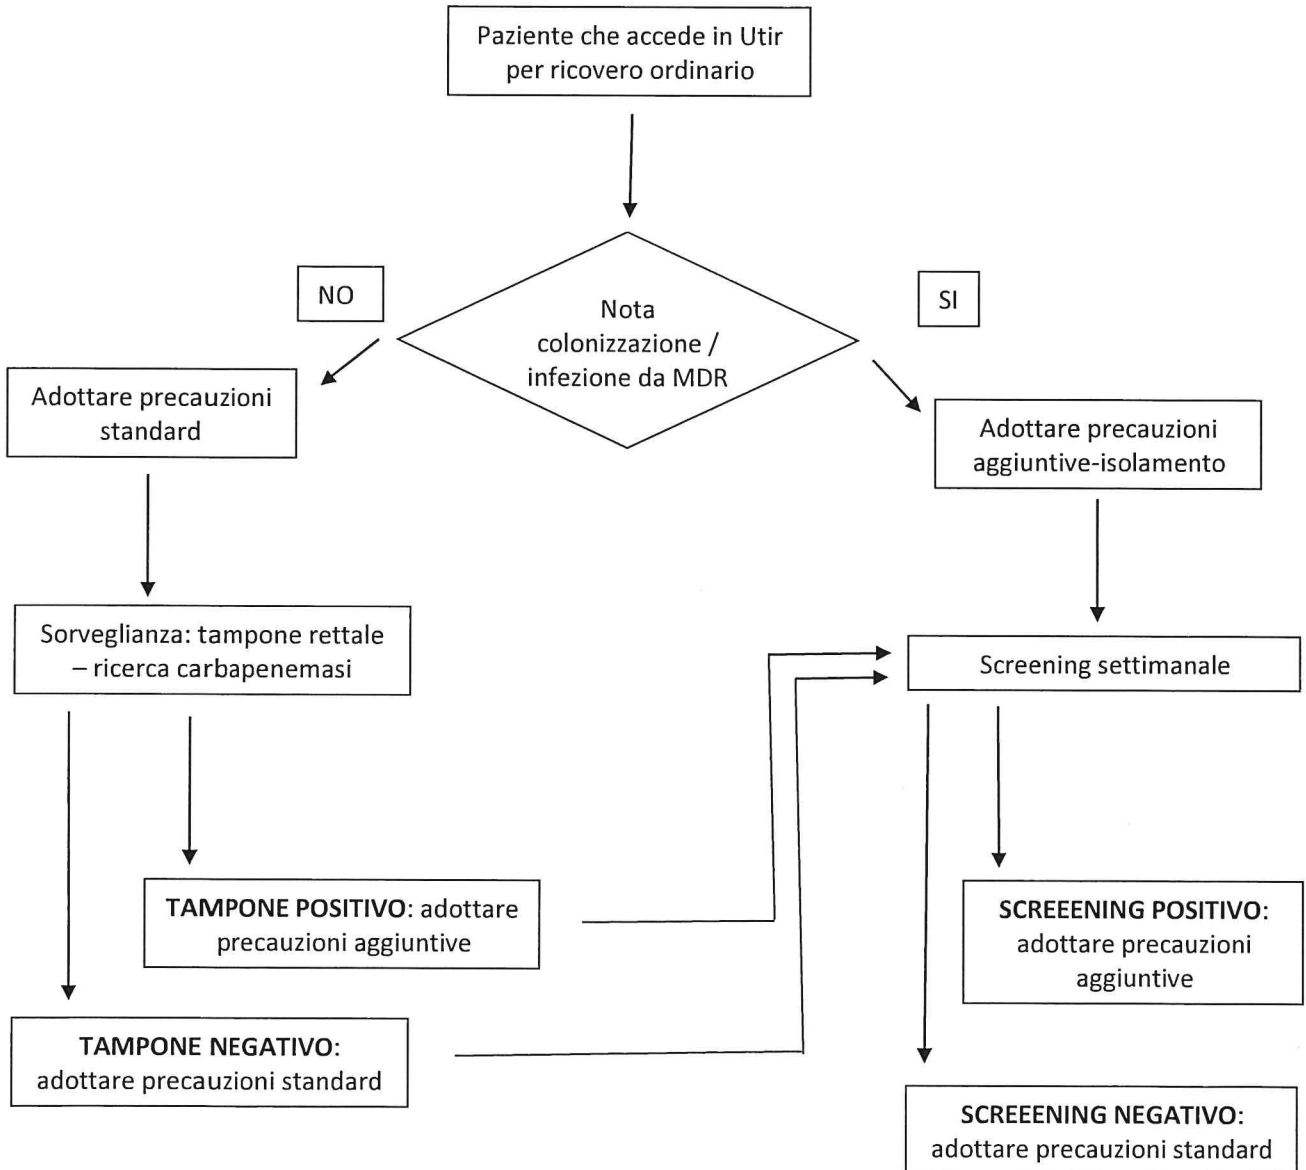 Paziente che accede in Utir
per ricovero ordinario
NO
SI
Nota
colonizzazione /
infezione da MDR
Adottare precauzioni
standard
Adottare precauzioni
aggiuntive-isolamento
Sorveglianza: tampone rettale
– ricerca carbapenemasi
Screening settimanale
TAMPONE POSITIVO: adottare
precauzioni aggiuntive
SCREEENING POSITIVO:
adottare precauzioni
aggiuntive
TAMPONE NEGATIVO:
adottare precauzioni standard
SCREEENING NEGATIVO:
adottare precauzioni standard